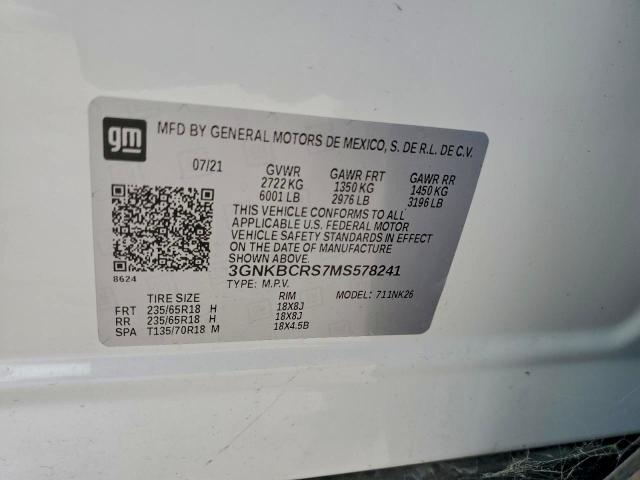 gm
MFD BY GENERAL MOTORS DE MEXICO, S. DE R.L. DE C.V.
07/21 GVWR GAWR FRT GAWR RR
2722 KG 1350 KG 1450 KG
6001 LB 2976 LB 3196 LB
THIS VEHICLE CONFORMS TO ALL
APPLICABLE U.S. FEDERAL MOTOR
VEHICLE SAFETY STANDARDS IN EFFECT
ON THE DATE OF MANUFACTURE
SHOWN ABOVE.
8624
3GNKBCRS7MS578241
TYPE: M.P.V. MODEL: 711NK26
TIRE SIZE RIM
FRT 235/65R18 H 18X8J
RR 235/65R18 H 18X8J
SPA T135/70R18 M 18X4.5B